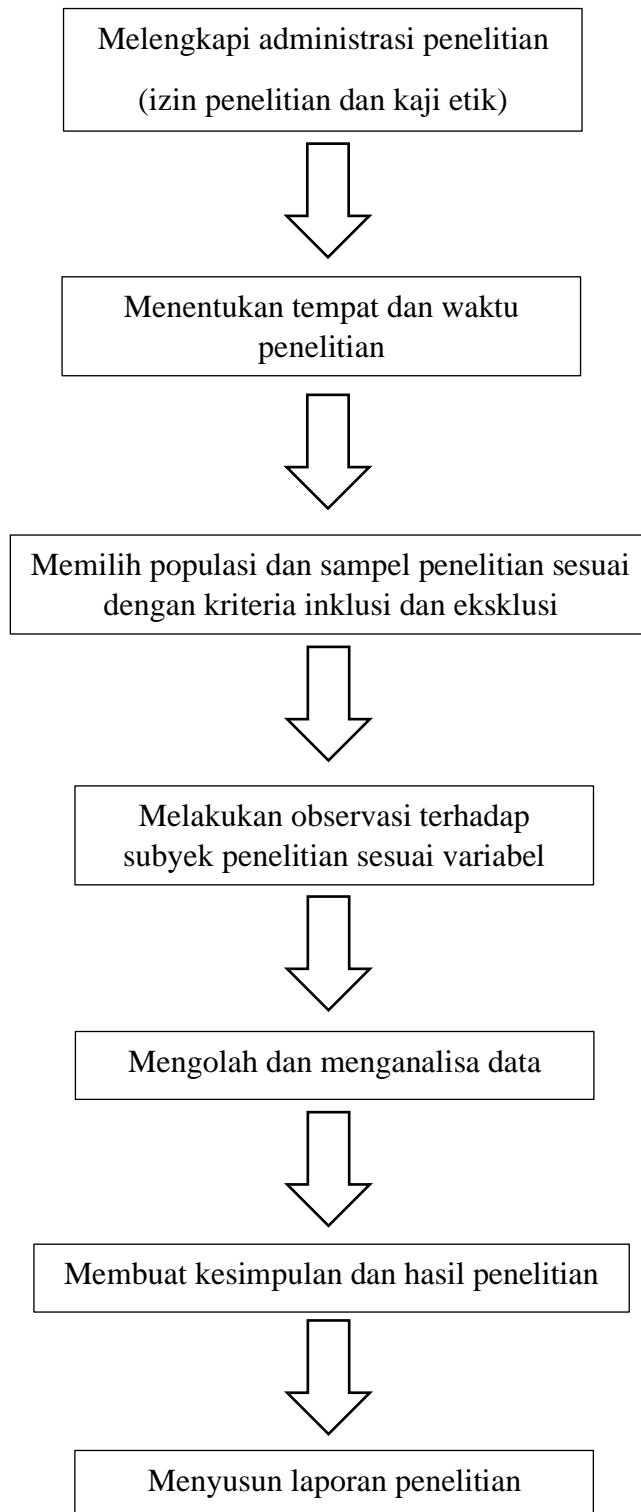 Melengkapi administrasi penelitian
(izin penelitian dan kaji etik)
Menentukan tempat dan waktu
penelitian
Memilih populasi dan sampel penelitian sesuai
dengan kriteria inklusi dan eksklusi
Melakukan observasi terhadap
subyek penelitian sesuai variabel
Mengolah dan menganalisa data
Membuat kesimpulan dan hasil penelitian
Menyusun laporan penelitian